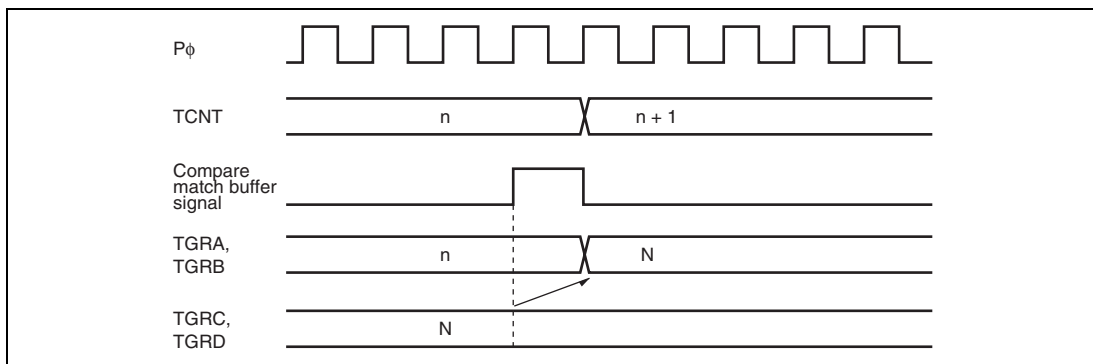 Pϕ
TCNT
n
n + 1
Compare
match buffer
signal
TGRA,
TGRB
n
N
TGRC,
TGRD
N